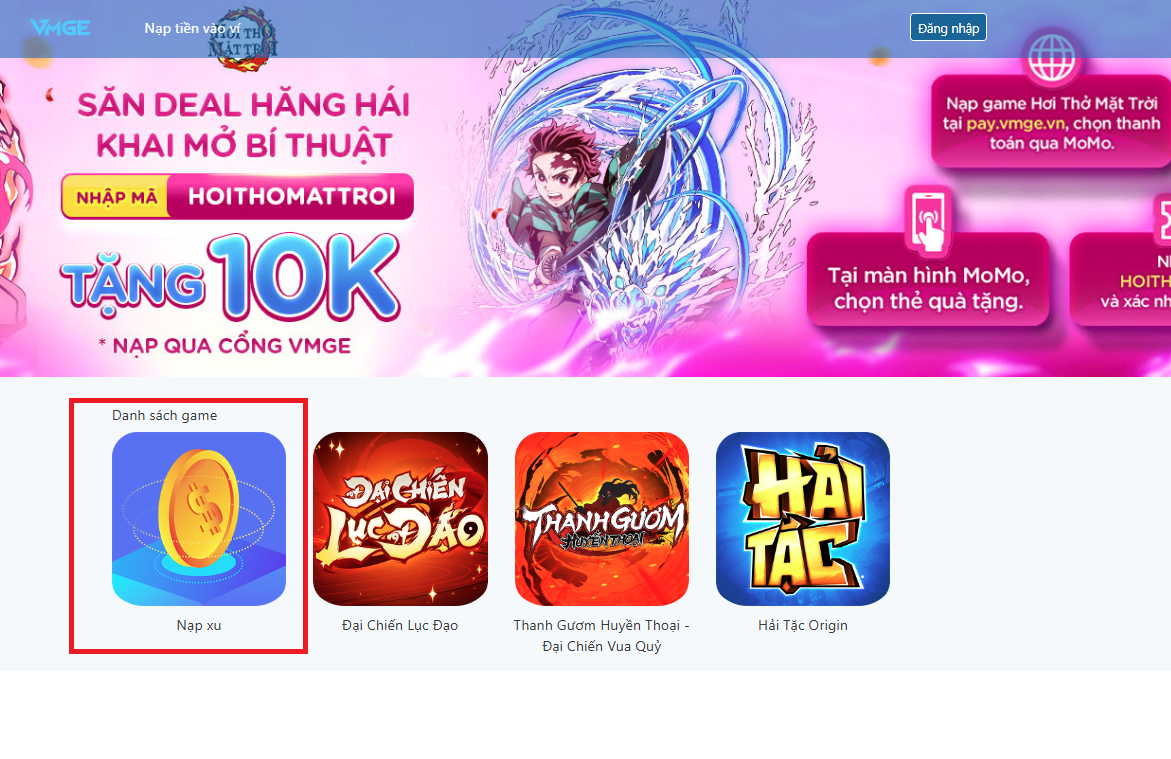 VMGE
Nạp tiền vào ví
Đăng nhập
HƠI THỞ
MẶT TRỜI
SĂN DEAL HĂNG HÁI
KHAI MỞ BÍ THUẬT
NHẬP MÃ HOITHOMATTROI
TẶNG 10K
* NẠP QUA CỔNG VMGE
Nạp game Hơi Thở Mặt Trời
tại pay.vmge.vn, chọn thanh
toán qua MoMo.
Tại màn hình MoMo,
chọn thẻ quà tặng.
HOITH
và xác nh
Danh sách game
ĐẠI CHIẾN
LỤC ĐẠO
THANH GƯƠM
HUYỀN THOẠI
HẢI
TẶC
Nạp xu
Đại Chiến Lục Đạo
Thanh Gươm Huyền Thoại -
Đại Chiến Vua Quỷ
Hải Tặc Origin